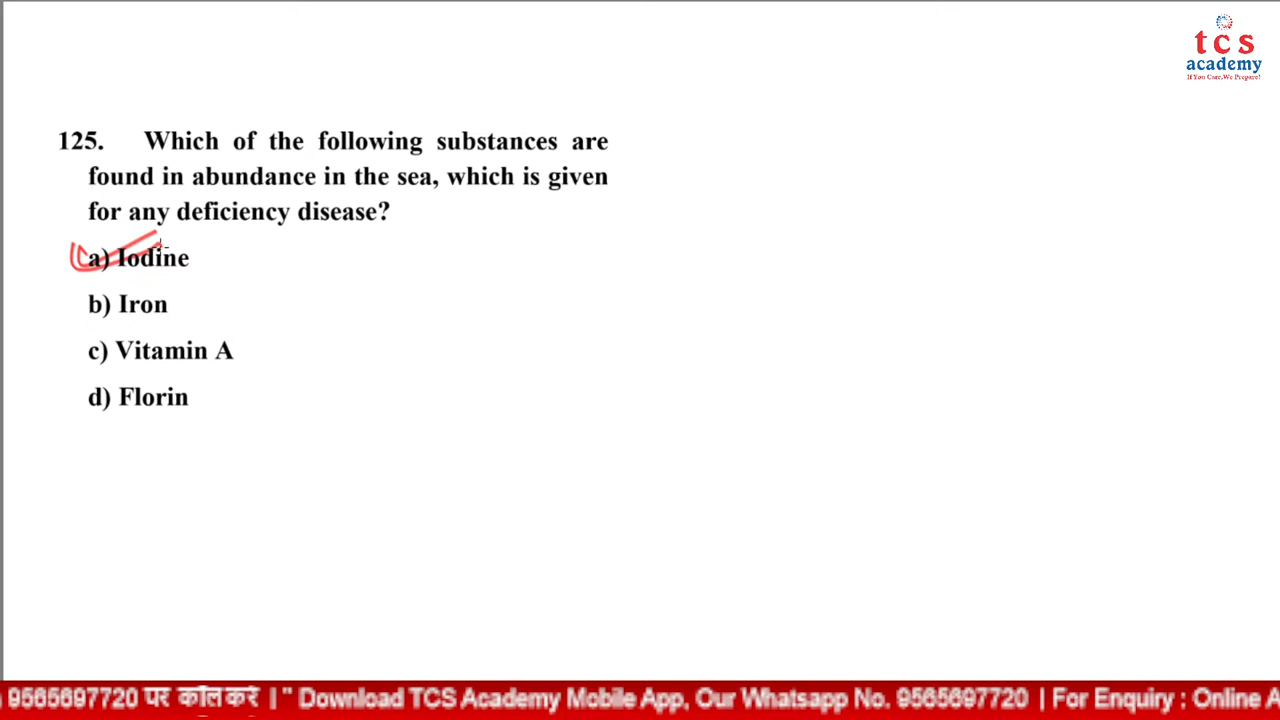 tcs
academy
If You Care, We Prepare!
125. Which of the following substances are
found in abundance in the sea, which is given
for any deficiency disease?
a) Iodine
b) Iron
c) Vitamin A
d) Florin
9565697720 पर कॉल करें | " Download TCS Academy Mobile App, Our Whatsapp No. 9565697720 | For Enquiry : Online A